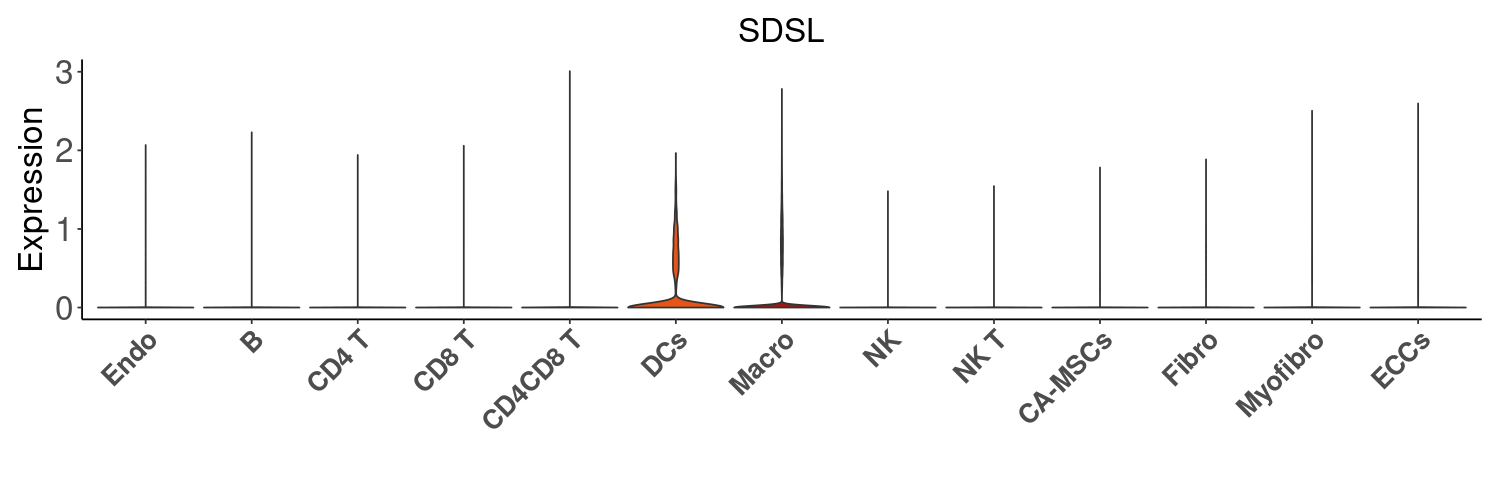 SDSL
Expression
3
2
1
0
Endo
B
CD4 T
CD8 T
CD4CD8 T
DCs
Macro
NK
NK T
CA-MSCs
Fibro
Myofibro
ECCs